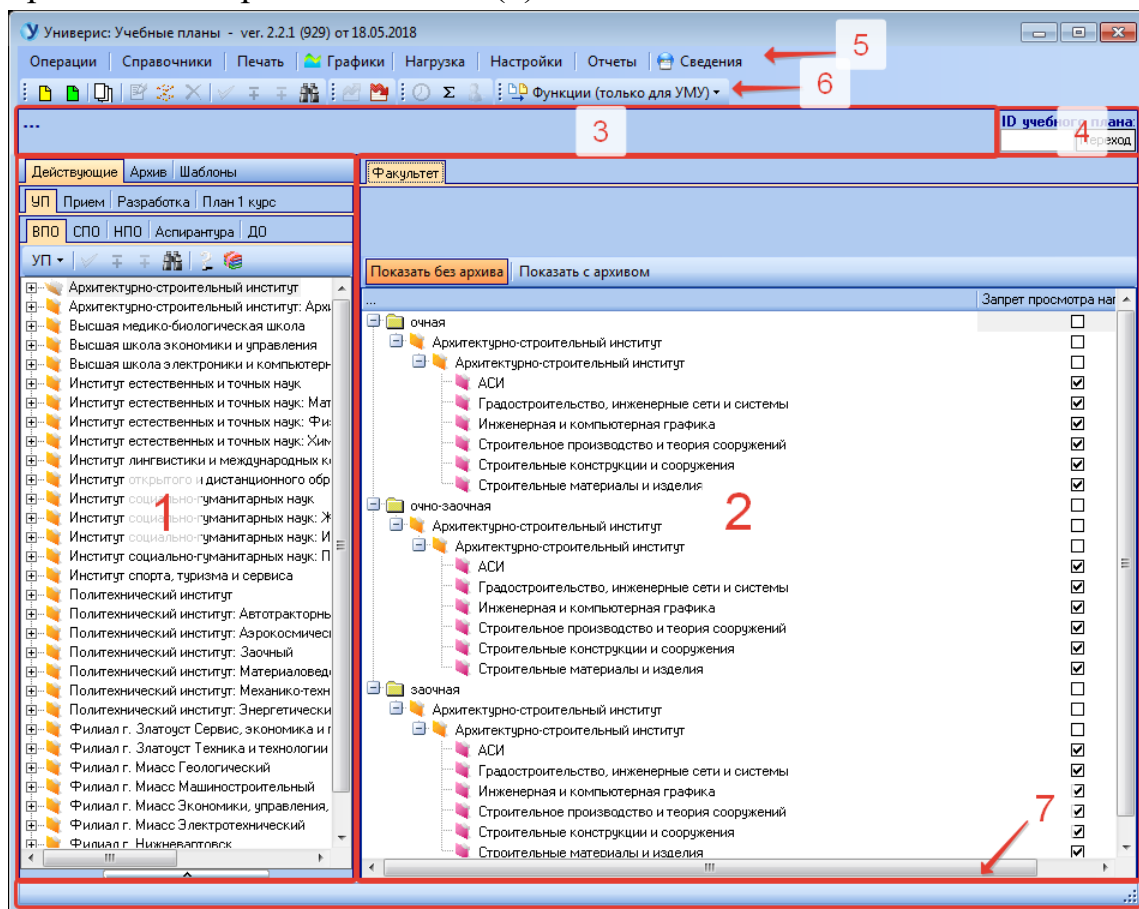 Универис: Учебные планы - ver. 2.2.1 (929) от 18.05.2018
Операции Справочники Печать Графики Нагрузка Настройки Отчеты Сведения
5
Функции (только для УМУ)
6
...
3
ID учебного плана:
4
Переход
Действующие Архив Шаблоны
УП Прием Разработка План 1 курс
ВПО СПО НПО Аспирантура ДО
УП
Архитектурно-строительный институт
Архитектурно-строительный институт: Архи
Высшая медико-биологическая школа
Высшая школа экономики и управления
Высшая школа электроники и компьютерн
Институт естественных и точных наук
Институт естественных и точных наук: Мат
Институт естественных и точных наук: Физ
Институт естественных и точных наук: Хим
Институт лингвистики и международных к
Институт открытого и дистанционного обр
Институт социально-гуманитарных наук
Институт социально-гуманитарных наук: Ж
Институт социально-гуманитарных наук: И
Институт социально-гуманитарных наук: П
Институт спорта, туризма и сервиса
Политехнический институт
Политехнический институт: Автотракторны
Политехнический институт: Аэрокосмичес
Политехнический институт: Заочный
Политехнический институт: Материаловед
Политехнический институт: Механико-техн
Политехнический институт: Энергетически
Филиал г. Златоуст Сервис, экономика и п
Филиал г. Златоуст Техника и технологии
Филиал г. Миасс Геологический
Филиал г. Миасс Машиностроительный
Филиал г. Миасс Экономики, управления,
Филиал г. Миасс Электротехнический
Филиал г. Нижневартовск
1
Факультет
Показать без архива Показать с архивом
... Запрет просмотра наг
очная
Архитектурно-строительный институт
Архитектурно-строительный институт
АСИ
Градостроительство, инженерные сети и системы
Инженерная и компьютерная графика
Строительное производство и теория сооружений
Строительные конструкции и сооружения
Строительные материалы и изделия
2
очно-заочная
Архитектурно-строительный институт
Архитектурно-строительный институт
АСИ
Градостроительство, инженерные сети и системы
Инженерная и компьютерная графика
Строительное производство и теория сооружений
Строительные конструкции и сооружения
Строительные материалы и изделия
заочная
Архитектурно-строительный институт
Архитектурно-строительный институт
АСИ
Градостроительство, инженерные сети и системы
Инженерная и компьютерная графика
Строительное производство и теория сооружений
Строительные конструкции и сооружения
Строительные материалы и изделия
7